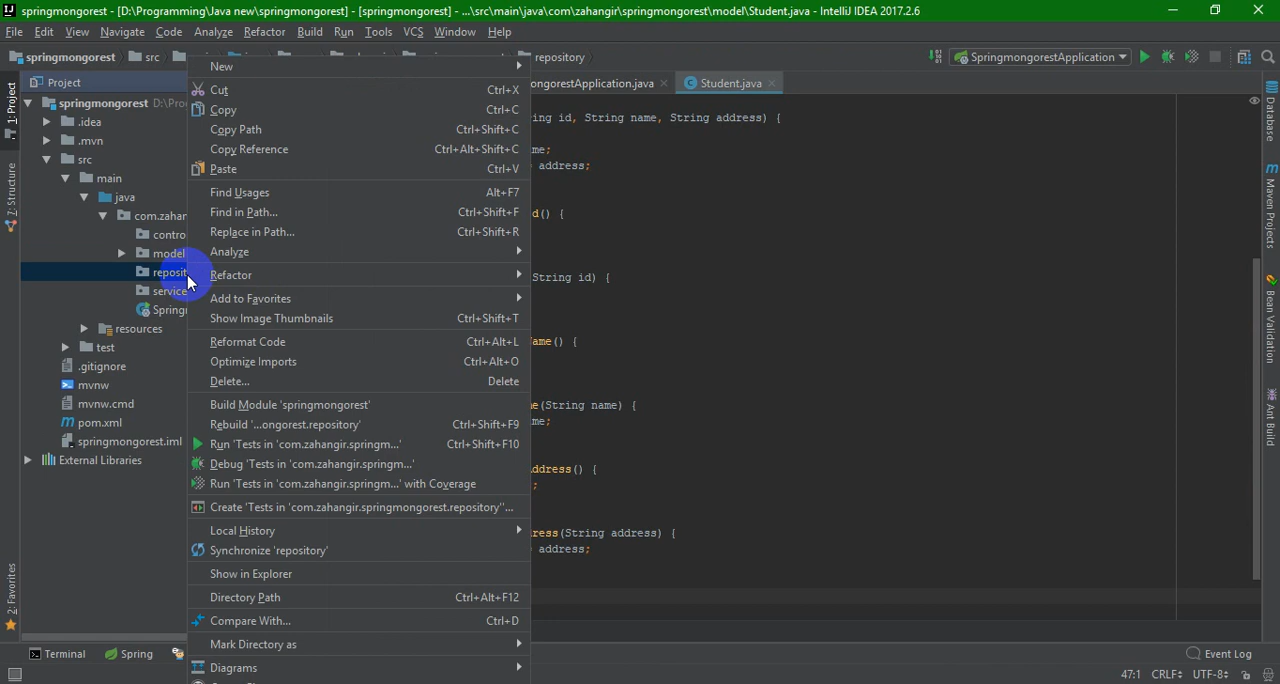 springmongorest - [D:\Programming\Java new\springmongorest] - [springmongorest] - ...\src\main\java\com\zahangir\springmongorest\model\Student.java - IntelliJ IDEA 2017.2.6
File Edit View Navigate Code Analyze Refactor Build Run Tools VCS Window Help
springmongorest src repository SpringmongorestApplication
Project
ongorestApplication.java
Student.java
1: Project
7: Structure
2: Favorites
springmongorest D:\Pro
.idea
.mvn
src
main
java
com.zahan
contro
model
reposit
service
Spring
resources
test
.gitignore
mvnw
mvnw.cmd
pom.xml
springmongorest.iml
External Libraries
New
Cut Ctrl+X
Copy Ctrl+C
Copy Path Ctrl+Shift+C
Copy Reference Ctrl+Alt+Shift+C
Paste Ctrl+V
Find Usages Alt+F7
Find in Path... Ctrl+Shift+F
Replace in Path... Ctrl+Shift+R
Analyze
Refactor
Add to Favorites
Show Image Thumbnails Ctrl+Shift+T
Reformat Code Ctrl+Alt+L
Optimize Imports Ctrl+Alt+O
Delete... Delete
Build Module 'springmongorest'
Rebuild '...ongorest.repository' Ctrl+Shift+F9
Run 'Tests in 'com.zahangir.springm...' Ctrl+Shift+F10
Debug 'Tests in 'com.zahangir.springm...'
Run 'Tests in 'com.zahangir.springm...' with Coverage
Create 'Tests in 'com.zahangir.springmongorest.repository''...
Local History
Synchronize 'repository'
Show in Explorer
Directory Path Ctrl+Alt+F12
Compare With... Ctrl+D
Mark Directory as
Diagrams
ing id, String name, String address) {
me;
address;
d() {
String id) {
ame() {
e(String name) {
me;
ddress() {
;
ress(String address) {
address;
Database
Maven Projects
Bean Validation
Ant Build
Terminal Spring Event Log
47:1 CRLF UTF-8